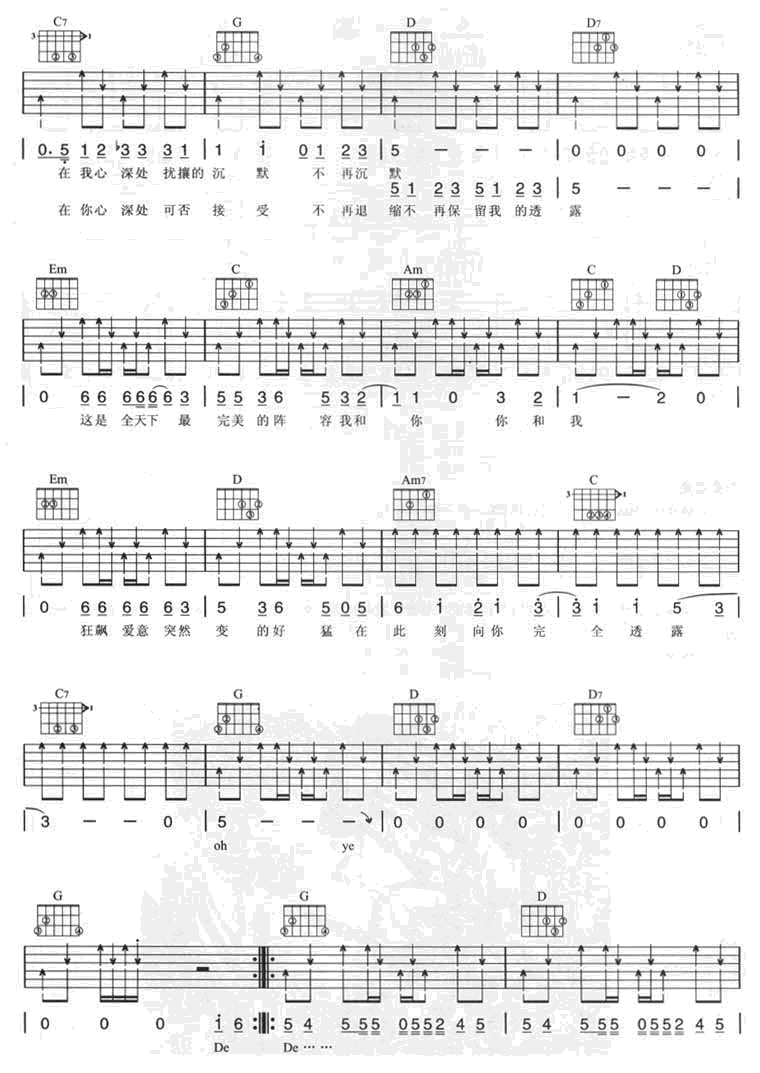 C7 G D D7
0. 5 1 2 ♭3 3 3 1 | 1 i 0 1 2 3 | 5 — — — | 0 0 0 0
在 我心 深处 扰攘的 沉 默 不 再沉 默
5 1 2 3 5 1 2 3 | 5 — — —
在 你心 深处 可否 接 受 不 再退 缩不 再保 留我 的透 露
Em C Am C D
0 6 6 6 6 6 6 3 | 5 5 3 6 5 3 2 | 1 1 0 3 2 | 1 — 2 0
这是 全天下 最 完美 的阵 容我和 你 你 和 我
Em D Am7 C
0 6 6 6 6 6 3 | 5 3 6 5 0 5 | 6 i 2 i 3 | 3 i i 5 3
狂飙 爱意 突然 变 的好 猛在 此 刻 向你 完 全 透 露
C7 G D D7
3 — — 0 | 5 — — — | 0 0 0 0 | 0 0 0 0
oh ye
G G D
0 0 0 i 6 | 5 4 5 5 5 0 5 5 2 4 5 | 5 4 5 5 5 0 5 5 2 4 5
De De……